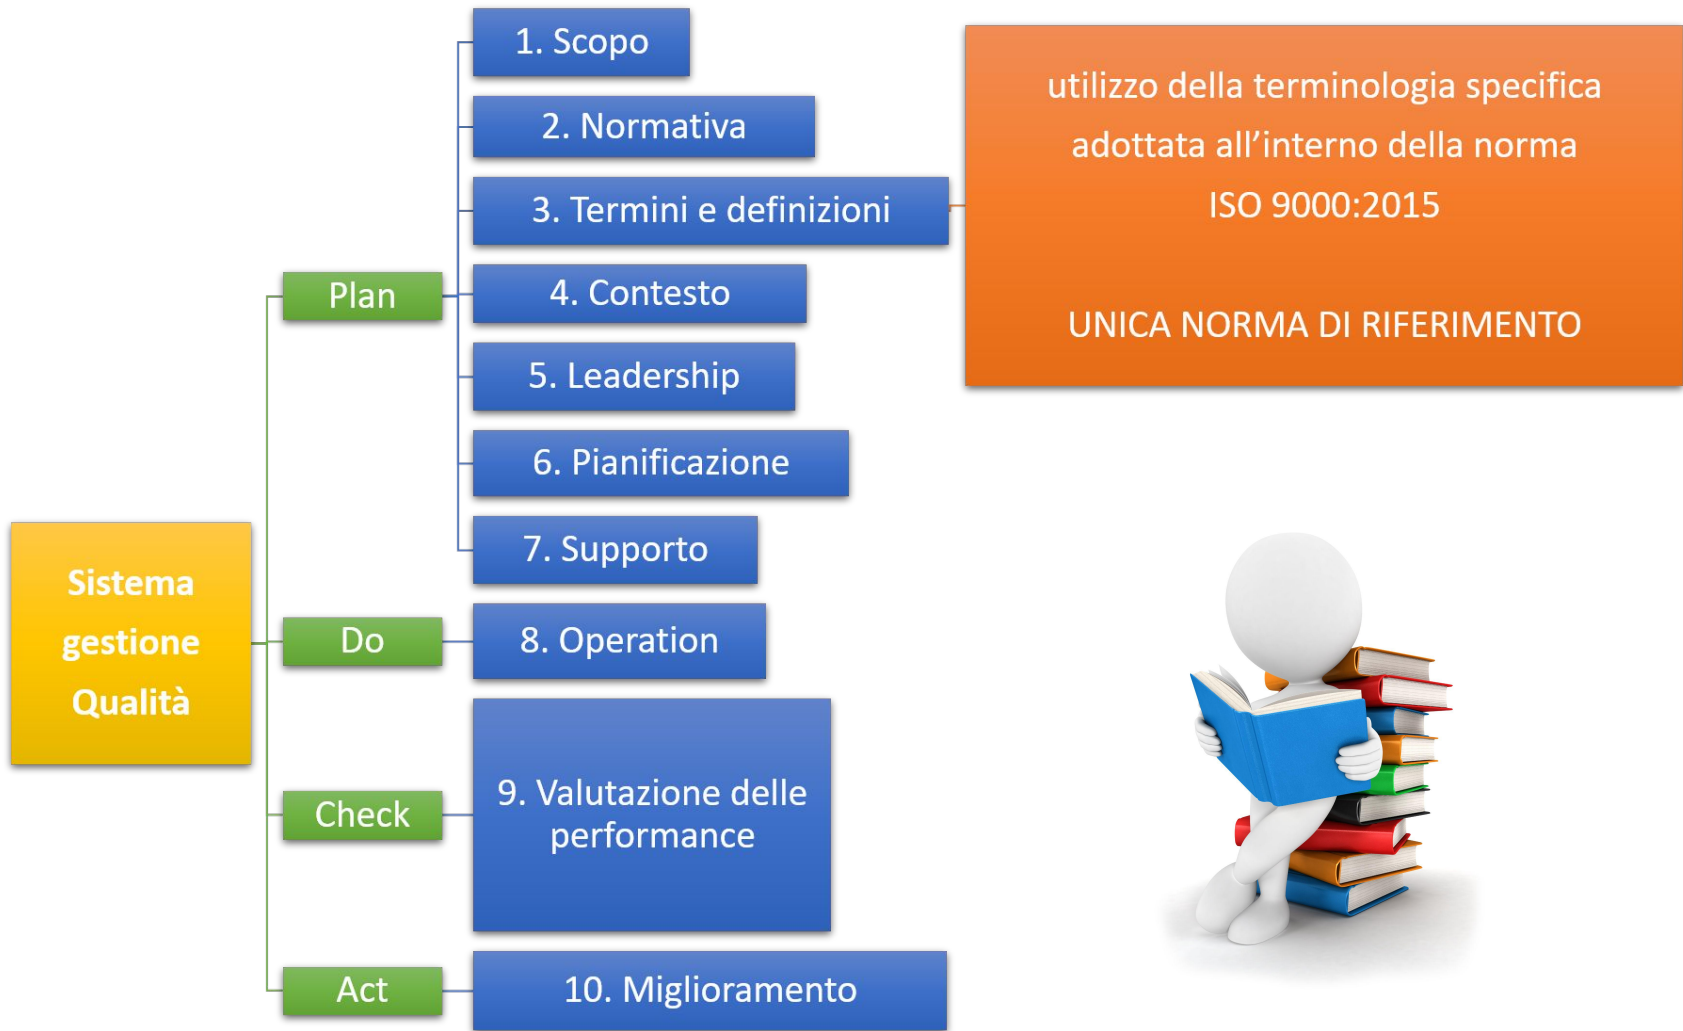 1. Scopo
2. Normativa
3. Termini e definizioni
utilizzo della terminologia specifica
adottata all’interno della norma
ISO 9000:2015
UNICA NORMA DI RIFERIMENTO
Plan
4. Contesto
5. Leadership
6. Pianificazione
7. Supporto
Sistema
gestione
Qualità
Do
8. Operation
Check
9. Valutazione delle
performance
Act
10. Miglioramento